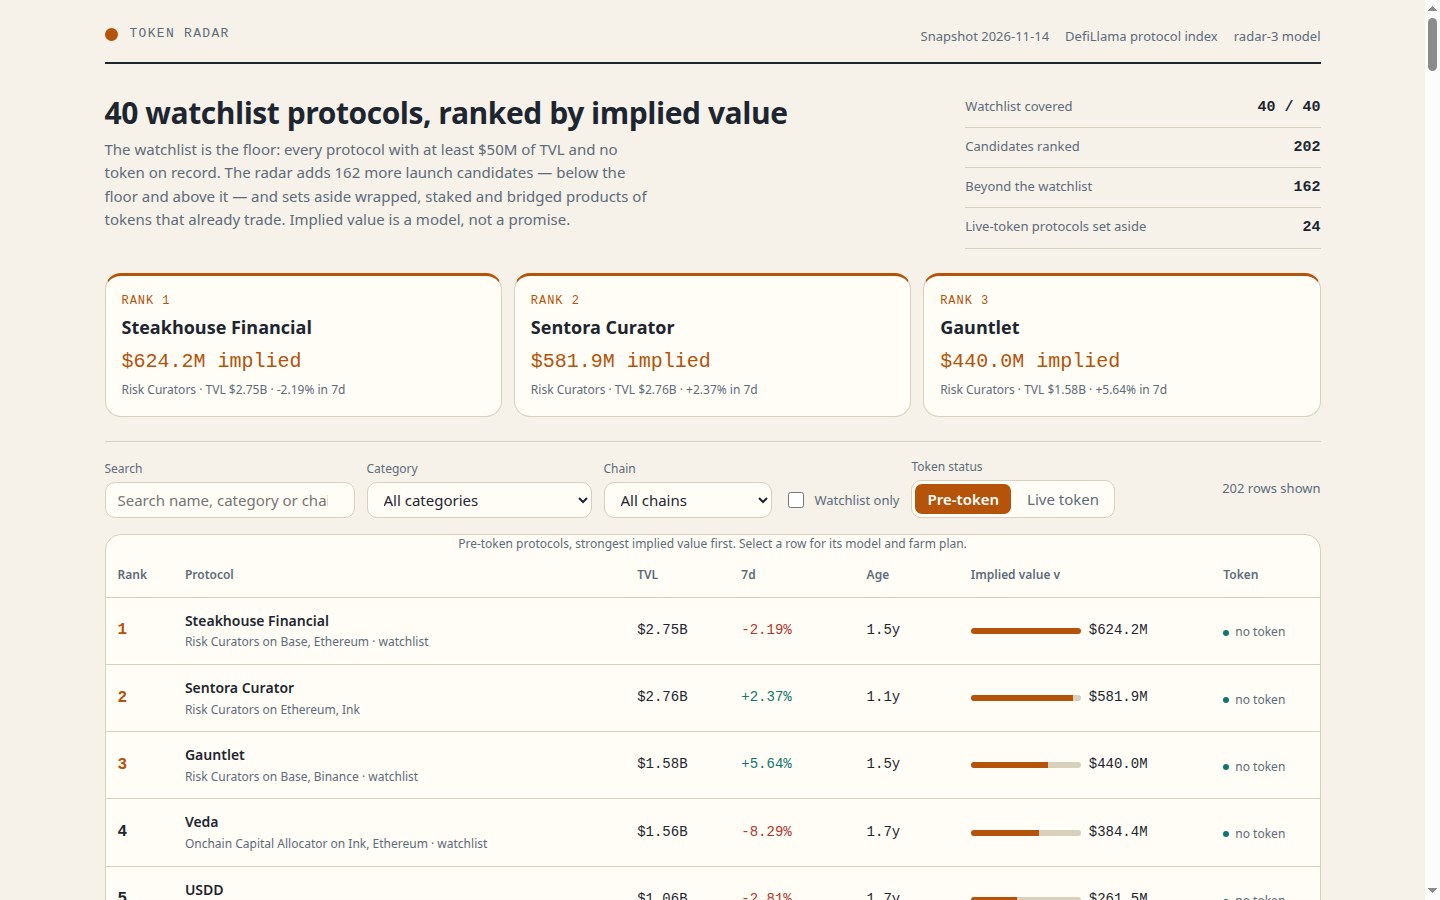 TOKEN RADAR
Snapshot 2026-11-14 DefiLlama protocol index radar-3 model
40 watchlist protocols, ranked by implied value
The watchlist is the floor: every protocol with at least $50M of TVL and no
token on record. The radar adds 162 more launch candidates — below the
floor and above it — and sets aside wrapped, staked and bridged products of
tokens that already trade. Implied value is a model, not a promise.
Watchlist covered 40 / 40
Candidates ranked 202
Beyond the watchlist 162
Live-token protocols set aside 24
RANK 1
Steakhouse Financial
$624.2M implied
Risk Curators · TVL $2.75B · -2.19% in 7d
RANK 2
Sentora Curator
$581.9M implied
Risk Curators · TVL $2.76B · +2.37% in 7d
RANK 3
Gauntlet
$440.0M implied
Risk Curators · TVL $1.58B · +5.64% in 7d
Search
Search name, category or chai
Category
All categories
Chain
All chains
Watchlist only
Token status
Pre-token Live token
202 rows shown
Pre-token protocols, strongest implied value first. Select a row for its model and farm plan.
Rank Protocol TVL 7d Age Implied value v Token
1 Steakhouse Financial $2.75B -2.19% 1.5y $624.2M no token
Risk Curators on Base, Ethereum · watchlist
2 Sentora Curator $2.76B +2.37% 1.1y $581.9M no token
Risk Curators on Ethereum, Ink
3 Gauntlet $1.58B +5.64% 1.5y $440.0M no token
Risk Curators on Base, Binance · watchlist
4 Veda $1.56B -8.29% 1.7y $384.4M no token
Onchain Capital Allocator on Ink, Ethereum · watchlist
5 USDD $1.06B -2.81% 1.7y $261.5M no token